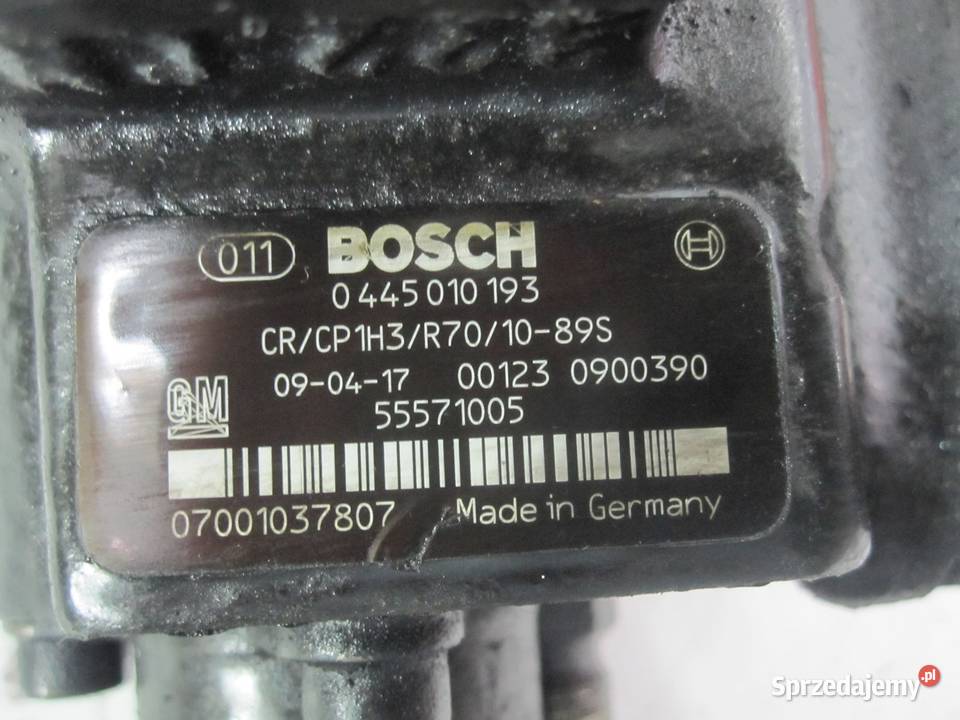 011 BOSCH
0 445 010 193
CR/CP1H3/R70/10-89S
GM 09-04-17 00123 0900390
55571005
07001037807 Made in Germany
Sprzedajemy.pl